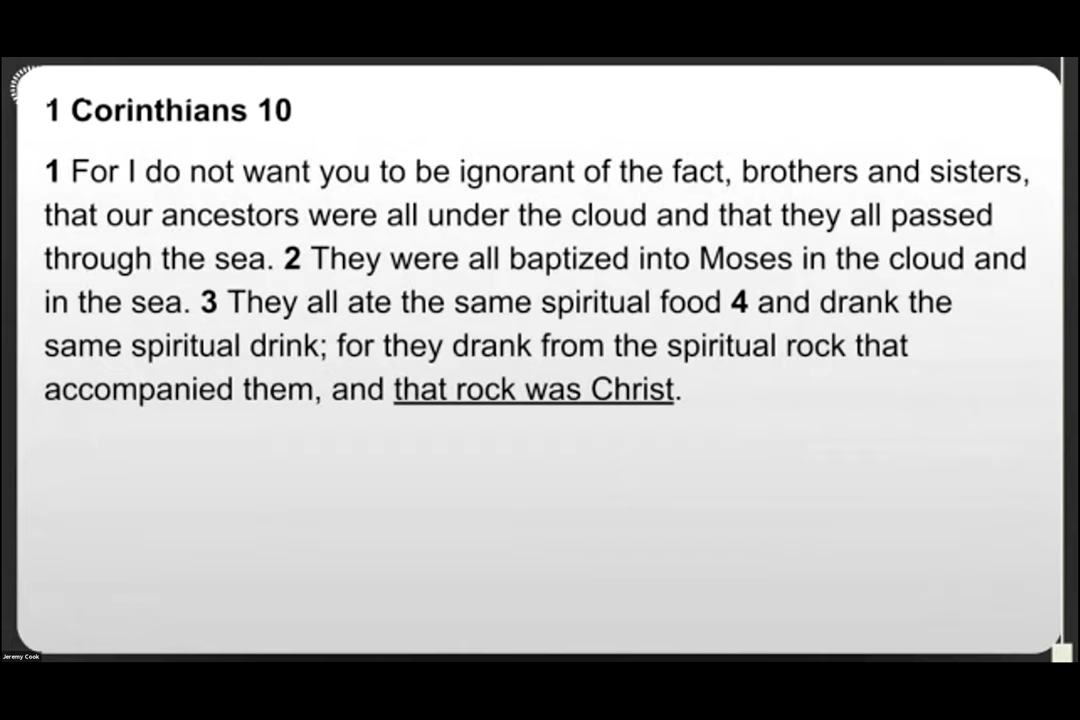 1 Corinthians 10
1 For I do not want you to be ignorant of the fact, brothers and sisters,
that our ancestors were all under the cloud and that they all passed
through the sea. 2 They were all baptized into Moses in the cloud and
in the sea. 3 They all ate the same spiritual food 4 and drank the
same spiritual drink; for they drank from the spiritual rock that
accompanied them, and that rock was Christ.
Jeremy Cook